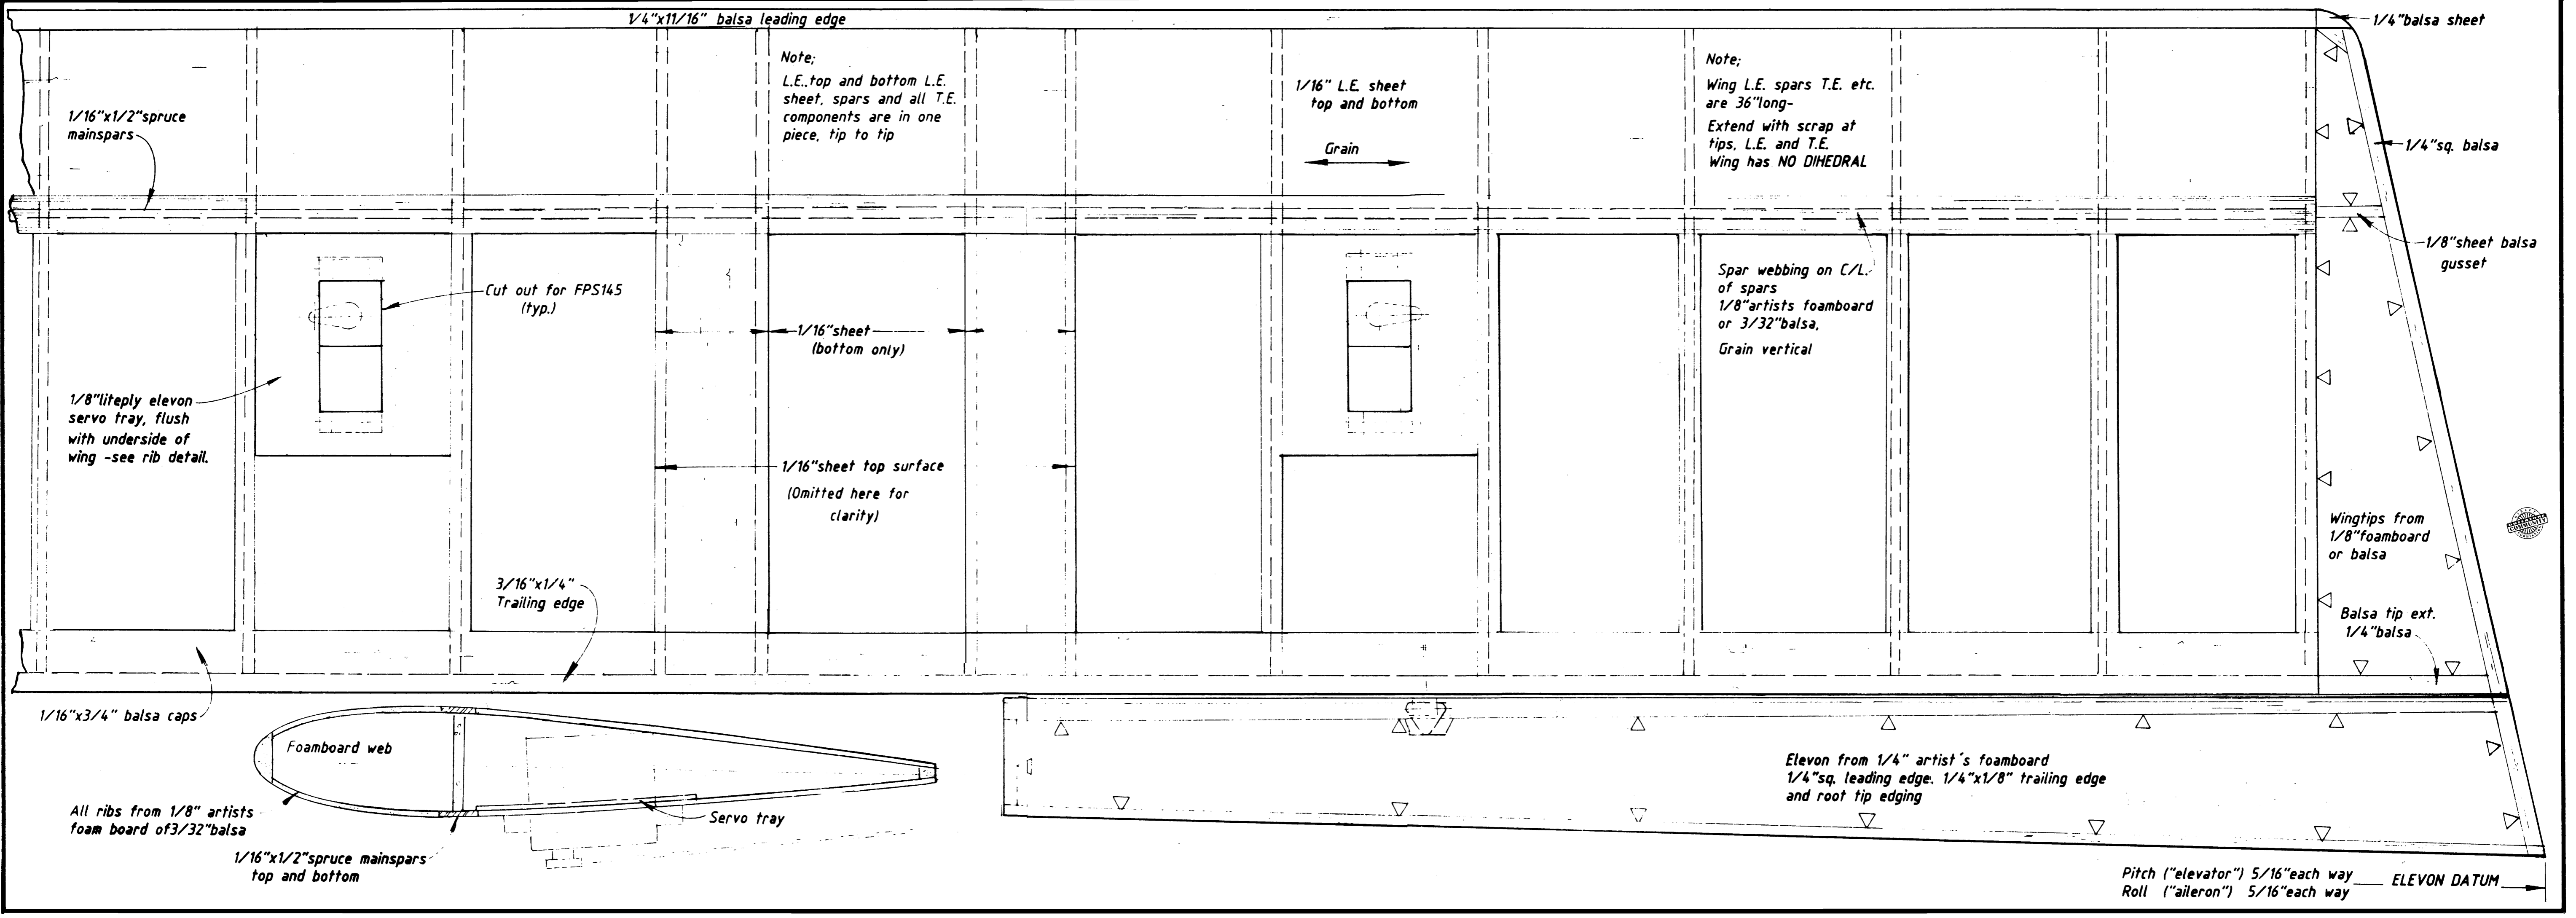 1/4"x11/16" balsa leading edge
1/4"balsa sheet
Note;
L.E.,top and bottom L.E.
sheet, spars and all T.E.
components are in one
piece, tip to tip
1/16" L.E. sheet
top and bottom
Grain
Note;
Wing L.E. spars T.E. etc.
are 36"long-
Extend with scrap at
tips, L.E. and T.E.
Wing has NO DIHEDRAL
1/16"x1/2"spruce
mainspars
1/4"sq. balsa
1/8"sheet balsa
gusset
Cut out for FPS145
(typ.)
Spar webbing on C/L.
of spars
1/8"artists foamboard
or 3/32"balsa,
Grain vertical
1/16"sheet
(bottom only)
1/8"liteply elevon
servo tray, flush
with underside of
wing -see rib detail.
1/16"sheet top surface
(Omitted here for
clarity)
Wingtips from
1/8"foamboard
or balsa
COMMUNITY
3/16"x1/4"
Trailing edge
Balsa tip ext.
1/4"balsa
1/16"x3/4" balsa caps
Foamboard web
All ribs from 1/8" artists
foam board of3/32"balsa
Servo tray
1/16"x1/2"spruce mainspars
top and bottom
Elevon from 1/4" artist's foamboard
1/4"sq. leading edge. 1/4"x1/8" trailing edge
and root tip edging
Pitch ("elevator") 5/16"each way
Roll ("aileron") 5/16"each way
ELEVON DATUM